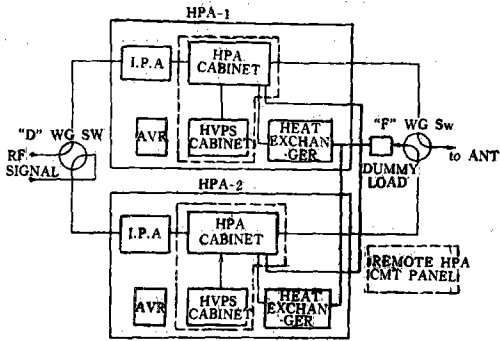 HPA-1
I.P.A
HPA
CABINET
"D" WG SW
RF
SIGNAL
AVR
HVPS
CABINET
HEAT
EXCHAN
-GER
"F" WG Sw
to ANT
DUMMY
LOAD
HPA-2
I.P.A
HPA
CABINET
AVR
HVPS
CABINET
HEAT
EXCHAN
-GER
REMOTE HPA
CMT PANEL